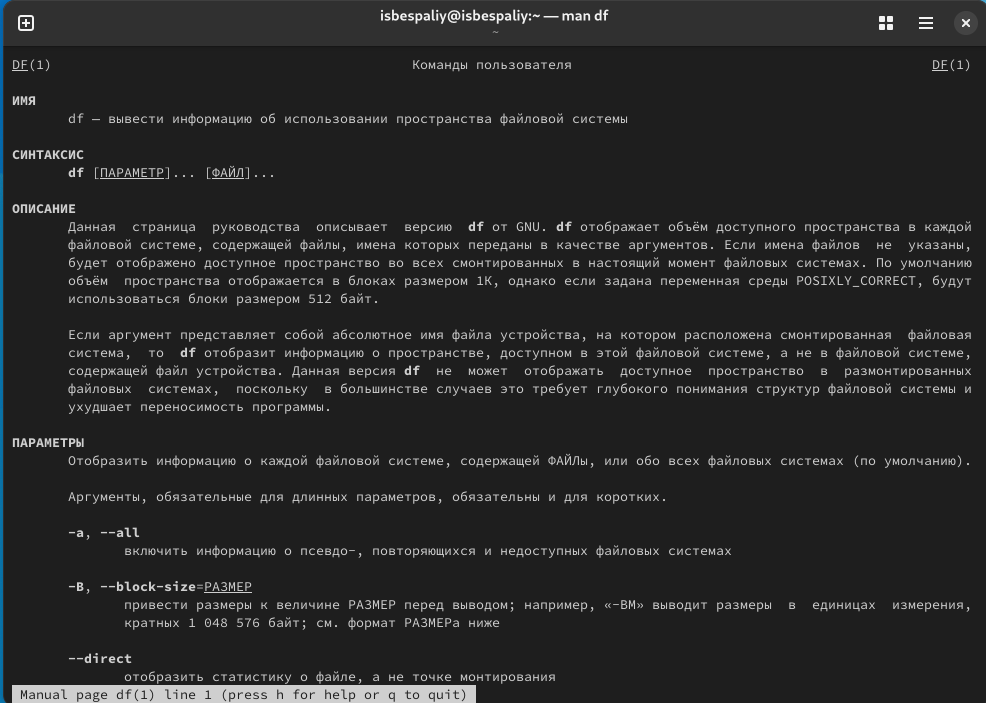 isbespaliy@isbespaliy:~ — man df
~
DF(1) Команды пользователя DF(1)
ИМЯ
df — вывести информацию об использовании пространства файловой системы
СИНТАКСИС
df [ПАРАМЕТР]... [ФАЙЛ]...
ОПИСАНИЕ
Данная страница руководства описывает версию df от GNU. df отображает объём доступного пространства в каждой
файловой системе, содержащей файлы, имена которых переданы в качестве аргументов. Если имена файлов не указаны,
будет отображено доступное пространство во всех смонтированных в настоящий момент файловых системах. По умолчанию
объём пространства отображается в блоках размером 1K, однако если задана переменная среды POSIXLY_CORRECT, будут
использоваться блоки размером 512 байт.
Если аргумент представляет собой абсолютное имя файла устройства, на котором расположена смонтированная файловая
система, то df отобразит информацию о пространстве, доступном в этой файловой системе, а не в файловой системе,
содержащей файл устройства. Данная версия df не может отображать доступное пространство в размонтированных
файловых системах, поскольку в большинстве случаев это требует глубокого понимания структур файловой системы и
ухудшает переносимость программы.
ПАРАМЕТРЫ
Отобразить информацию о каждой файловой системе, содержащей ФАЙЛы, или обо всех файловых системах (по умолчанию).
Аргументы, обязательные для длинных параметров, обязательны и для коротких.
-a, --all
включить информацию о псевдо-, повторяющихся и недоступных файловых системах
-B, --block-size=РАЗМЕР
привести размеры к величине РАЗМЕР перед выводом; например, «-BM» выводит размеры в единицах измерения,
кратных 1 048 576 байт; см. формат РАЗМЕРа ниже
--direct
отобразить статистику о файле, а не точке монтирования
Manual page df(1) line 1 (press h for help or q to quit)